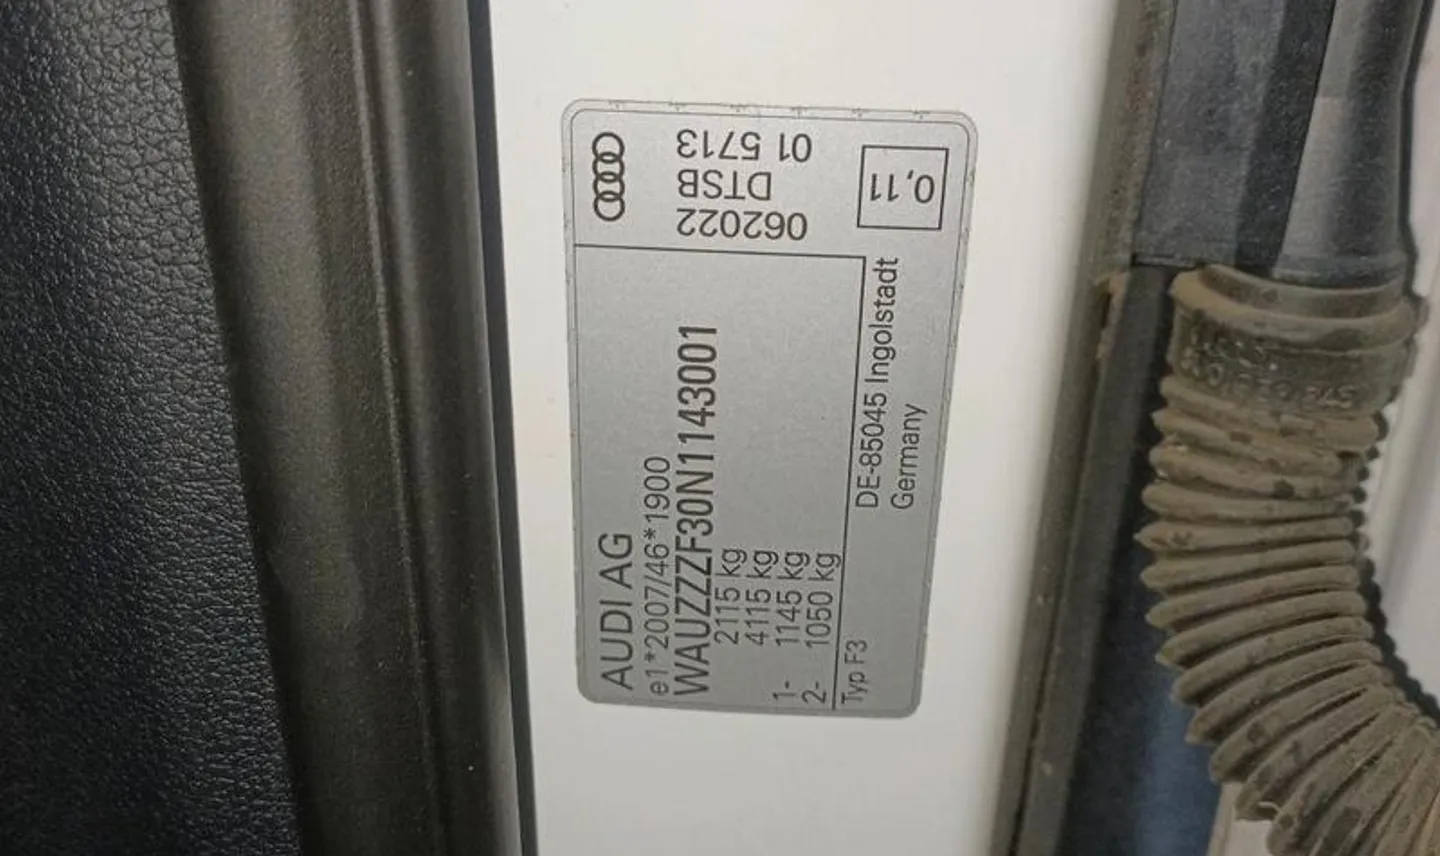 AUDI AG
e1*2007/46*1900
WAUZZZF30N1143001
2115 kg
4115 kg
1- 1145 kg
2- 1050 kg
Typ F3
DE-85045 Ingolstadt
Germany
062022
DTSB
01 5713
0,11